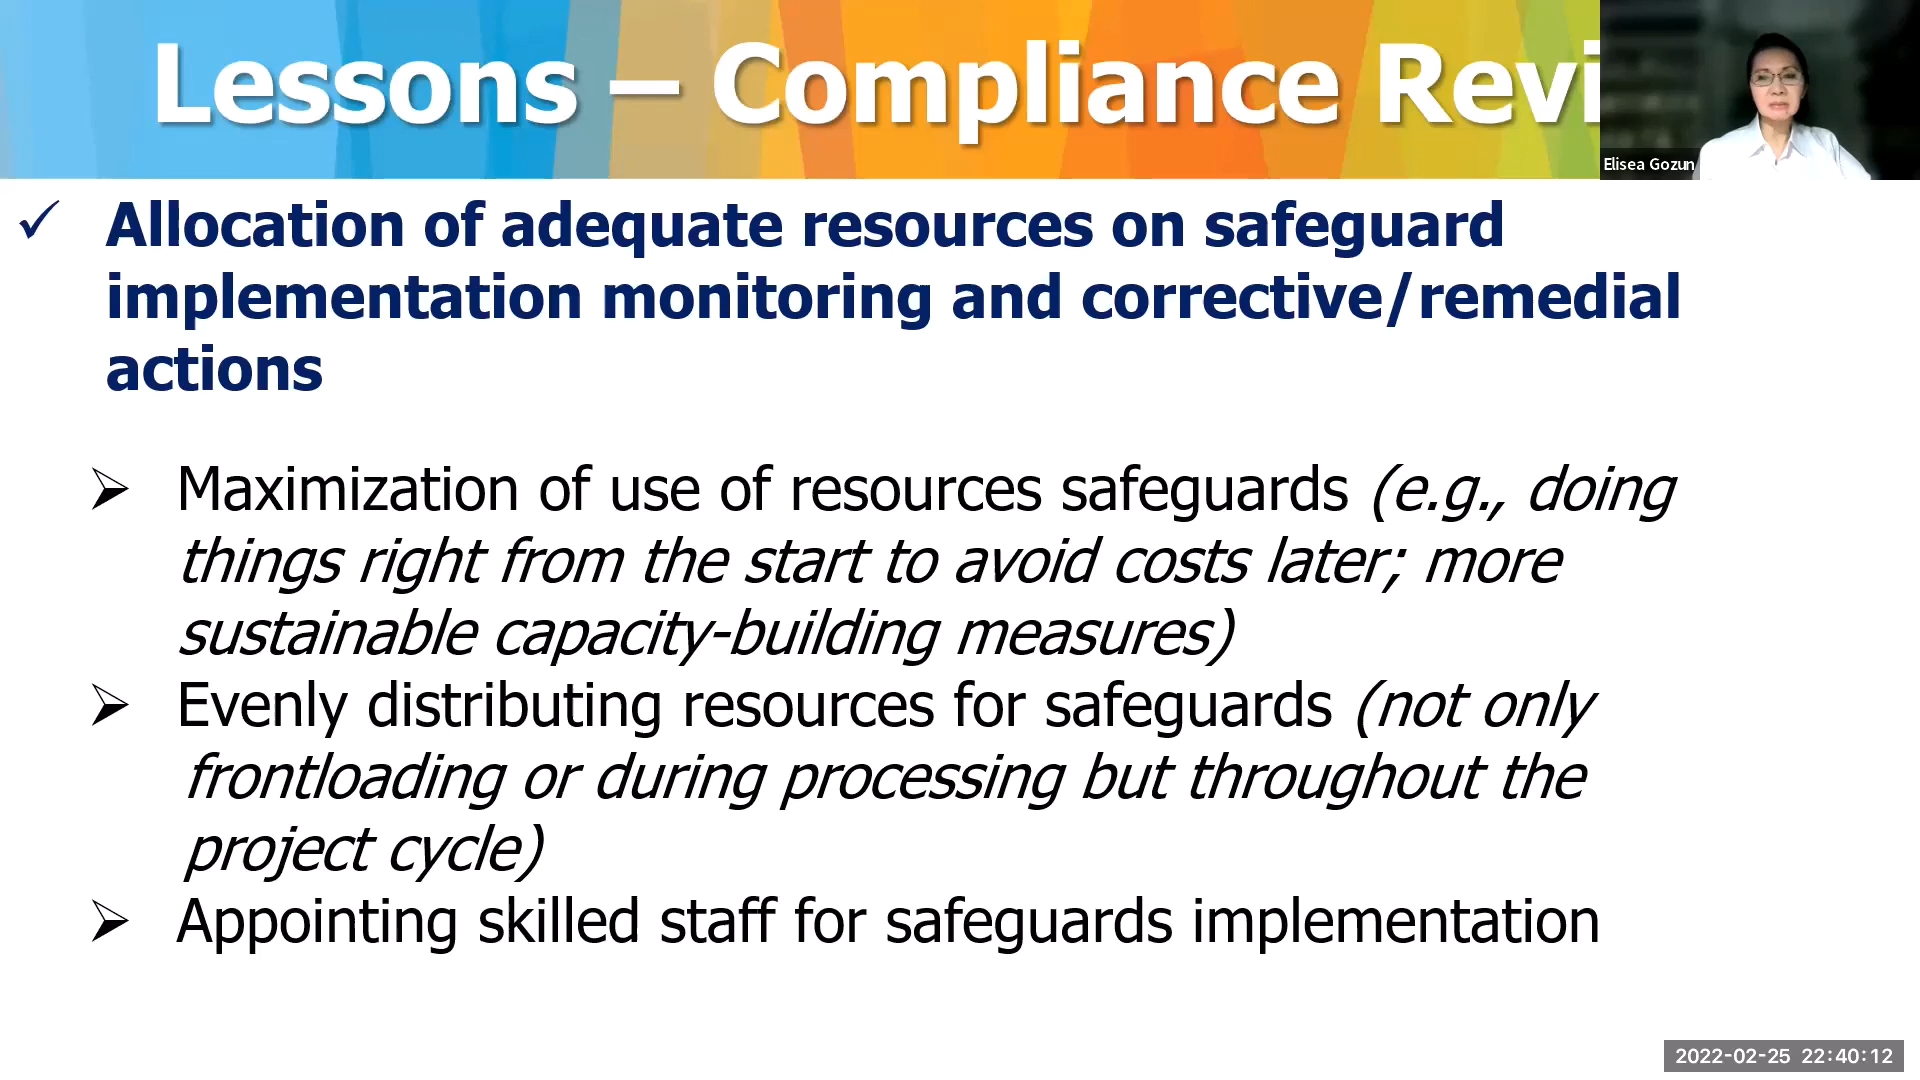 Lessons – Compliance Revi
Elisea Gozun
✓ Allocation of adequate resources on safeguard
implementation monitoring and corrective/remedial
actions
➢ Maximization of use of resources safeguards (e.g., doing
things right from the start to avoid costs later; more
sustainable capacity-building measures)
➢ Evenly distributing resources for safeguards (not only
frontloading or during processing but throughout the
project cycle)
➢ Appointing skilled staff for safeguards implementation
2022-02-25 22:40:12